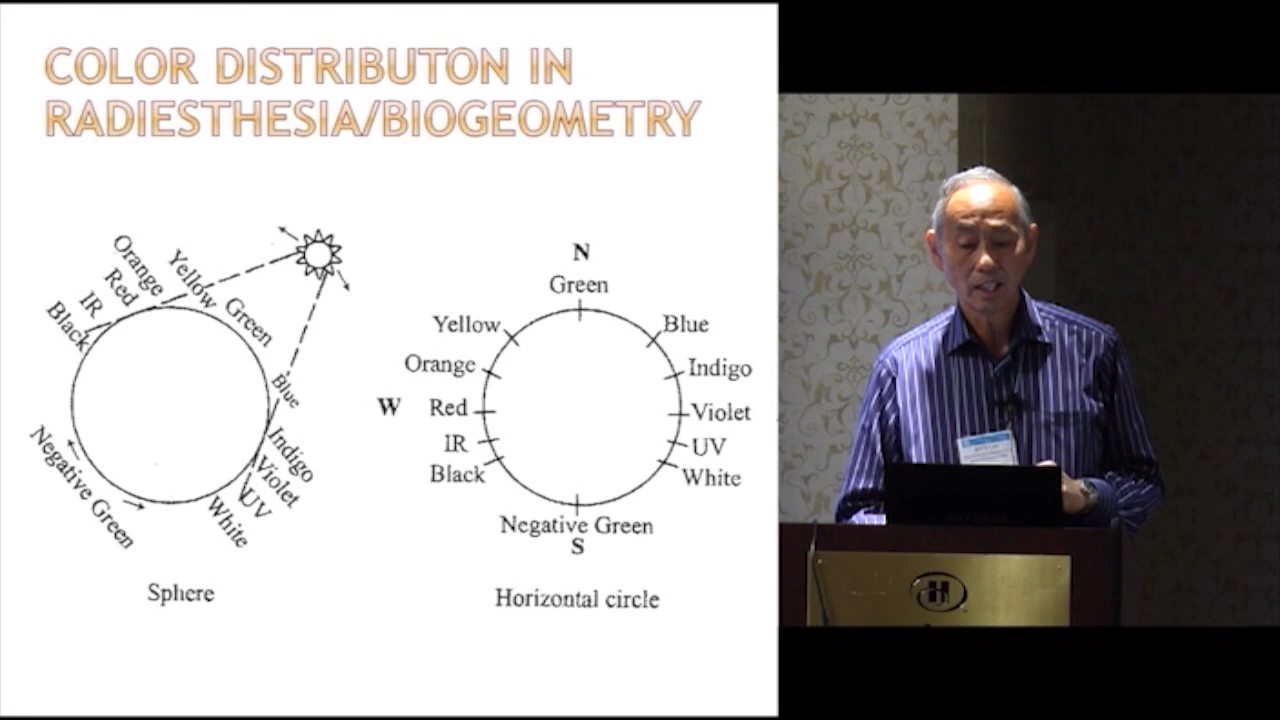 COLOR DISTRIBUTON IN
RADIESTHESIA/BIOGEOMETRY
Orange
Yellow
Red
Green
IR
Black
Blue
Indigo
Violet
UV
White
Negative Green
Sphere
N
Green
Yellow
Blue
Orange
Indigo
W
Red
Violet
IR
UV
Black
White
Negative Green
S
Horizontal circle
H